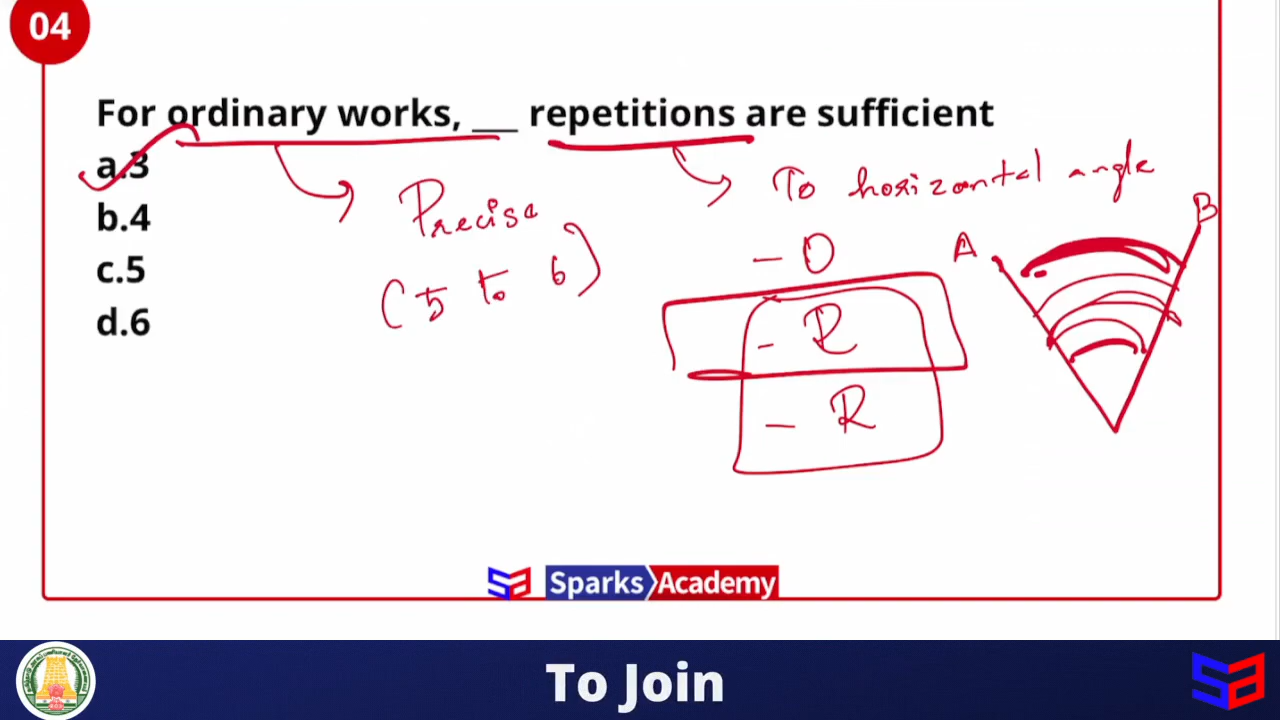 04
For ordinary works, ___ repetitions are sufficient
a.3
b.4
c.5
d.6
Precise
(5 to 6)
To horizontal angle
- O
- R
- R
A
B
Sparks Academy
To Join